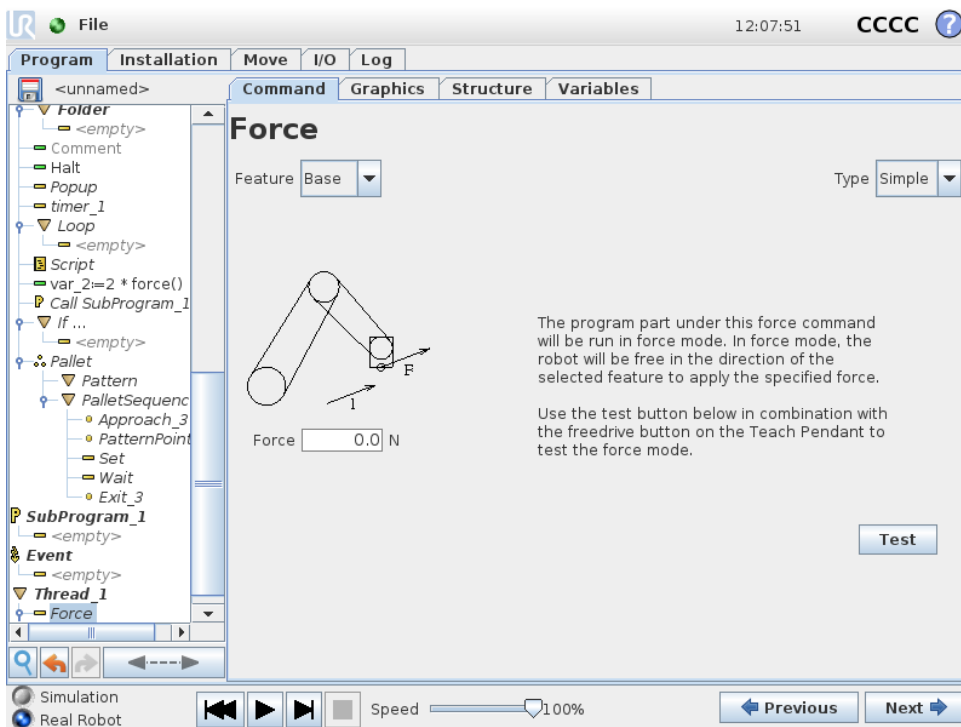 UR File 12:07:51 CCCC ?
Program Installation Move I/O Log
<unnamed> Command Graphics Structure Variables
Folder
<empty>
Comment
Halt
Popup
timer_1
Loop
<empty>
Script
var_2:=2 * force()
Call SubProgram_1
If ...
<empty>
Pallet
Pattern
PalletSequenc
Approach_3
PatternPoint
Set
Wait
Exit_3
P SubProgram_1
<empty>
Event
<empty>
Thread_1
Force
Force
Feature Base Type Simple
F
1
Force 0.0 N
The program part under this force command
will be run in force mode. In force mode, the
robot will be free in the direction of the
selected feature to apply the specified force.
Use the test button below in combination with
the freedrive button on the Teach Pendant to
test the force mode.
Test
Simulation
Real Robot
Speed 100% Previous Next